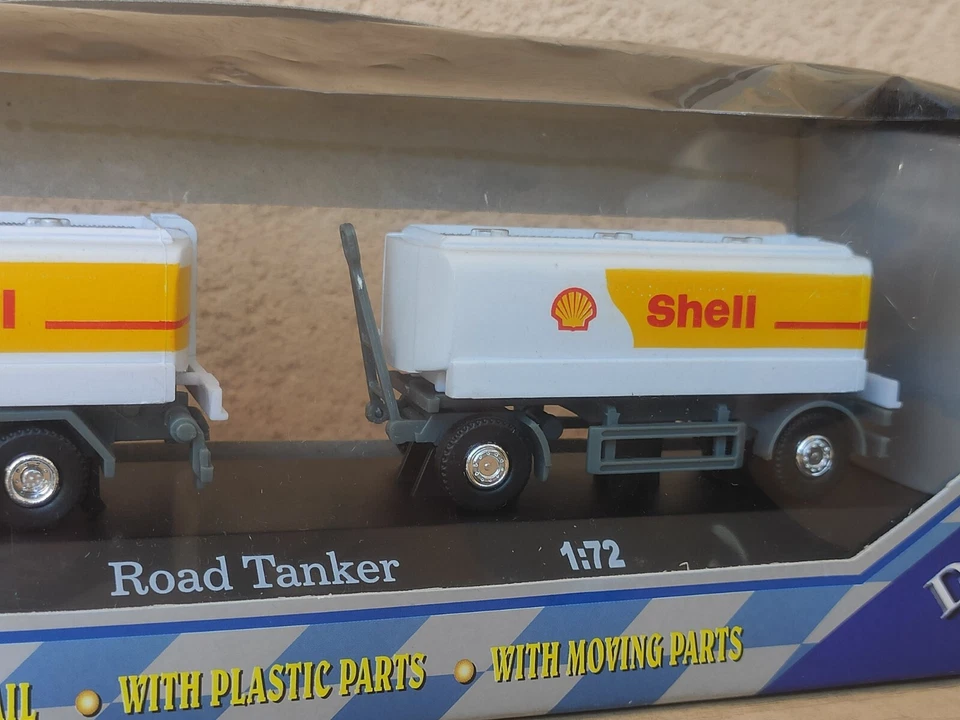 Shell
Road Tanker
1:72
WITH PLASTIC PARTS
WITH MOVING PARTS